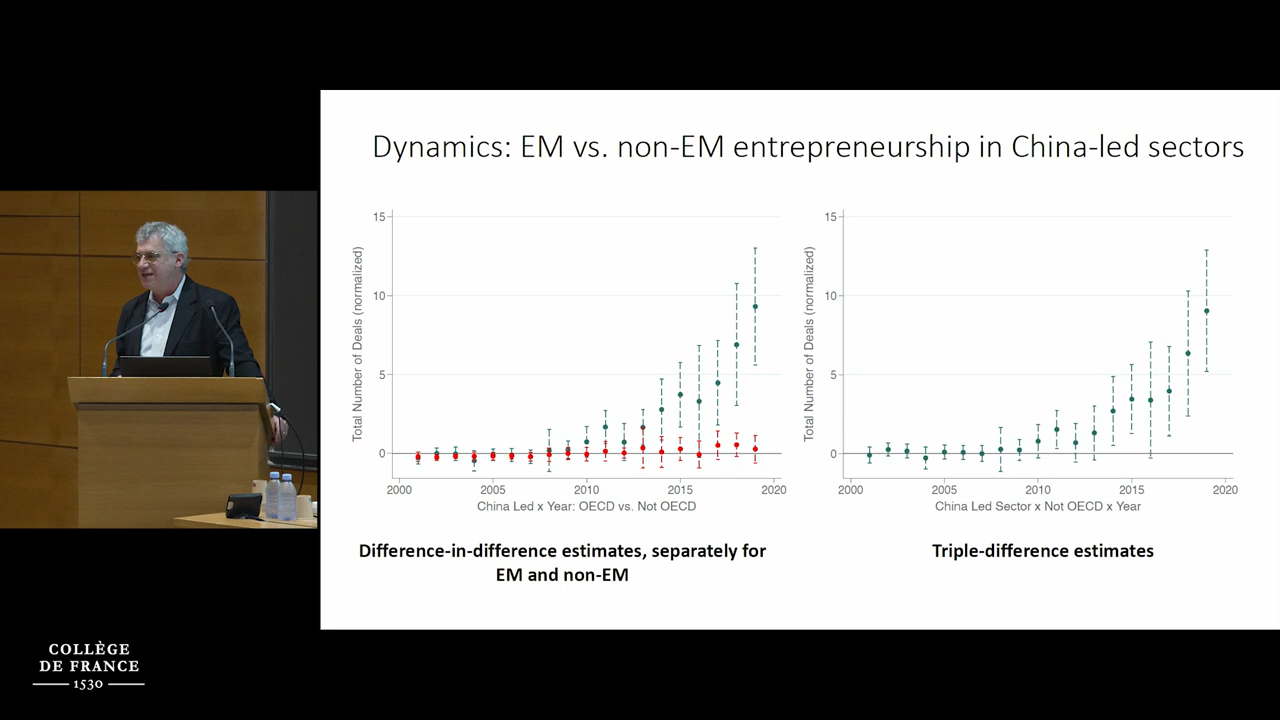 Dynamics: EM vs. non-EM entrepreneurship in China-led sectors
Total Number of Deals (normalized)
15
10
5
0
2000 2005 2010 2015 2020
China Led x Year: OECD vs. Not OECD
Difference-in-difference estimates, separately for
EM and non-EM
Total Number of Deals (normalized)
15
10
5
0
2000 2005 2010 2015 2020
China Led Sector x Not OECD x Year
Triple-difference estimates
COLLÈGE
DE FRANCE
1530